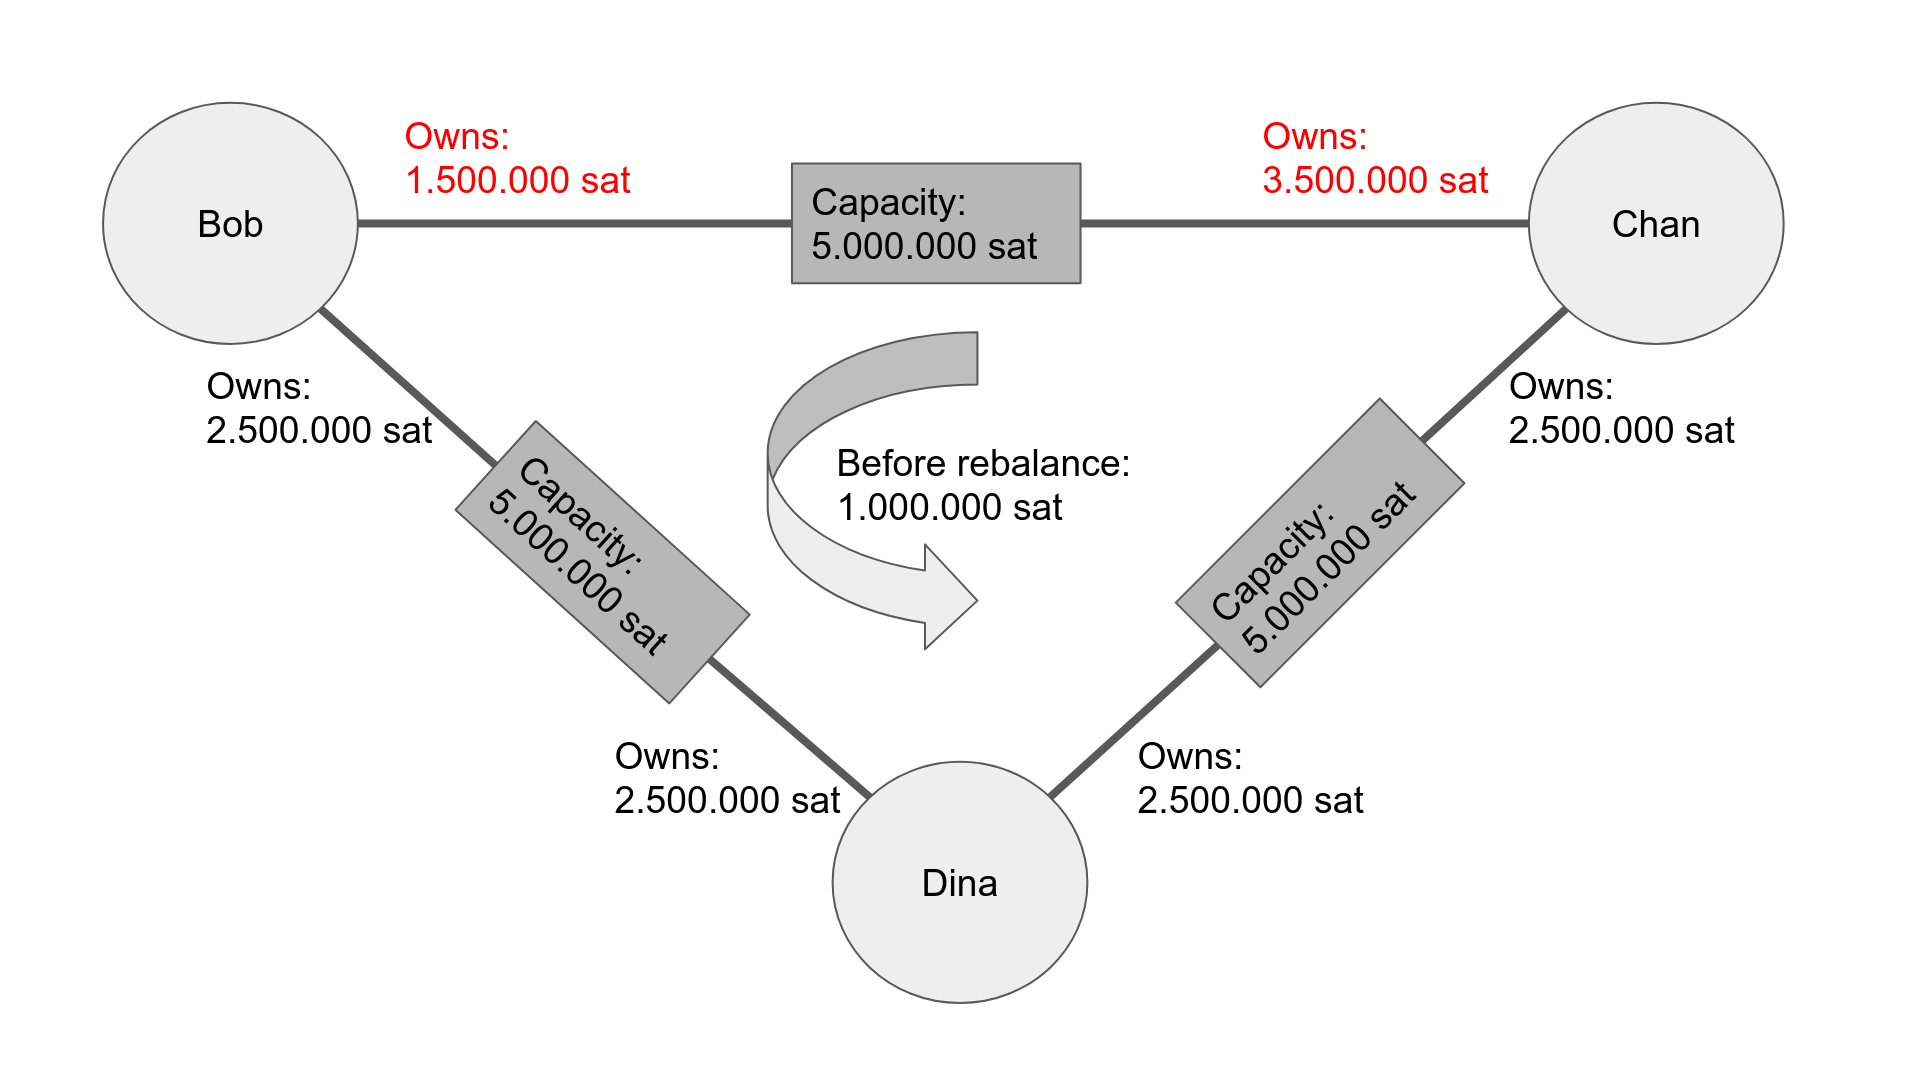 Owns:
1.500.000 sat
Owns:
3.500.000 sat
Capacity:
5.000.000 sat
Bob
Chan
Owns:
2.500.000 sat
Owns:
2.500.000 sat
Before rebalance:
1.000.000 sat
Capacity:
5.000.000 sat
Capacity:
5.000.000 sat
Owns:
2.500.000 sat
Owns:
2.500.000 sat
Dina